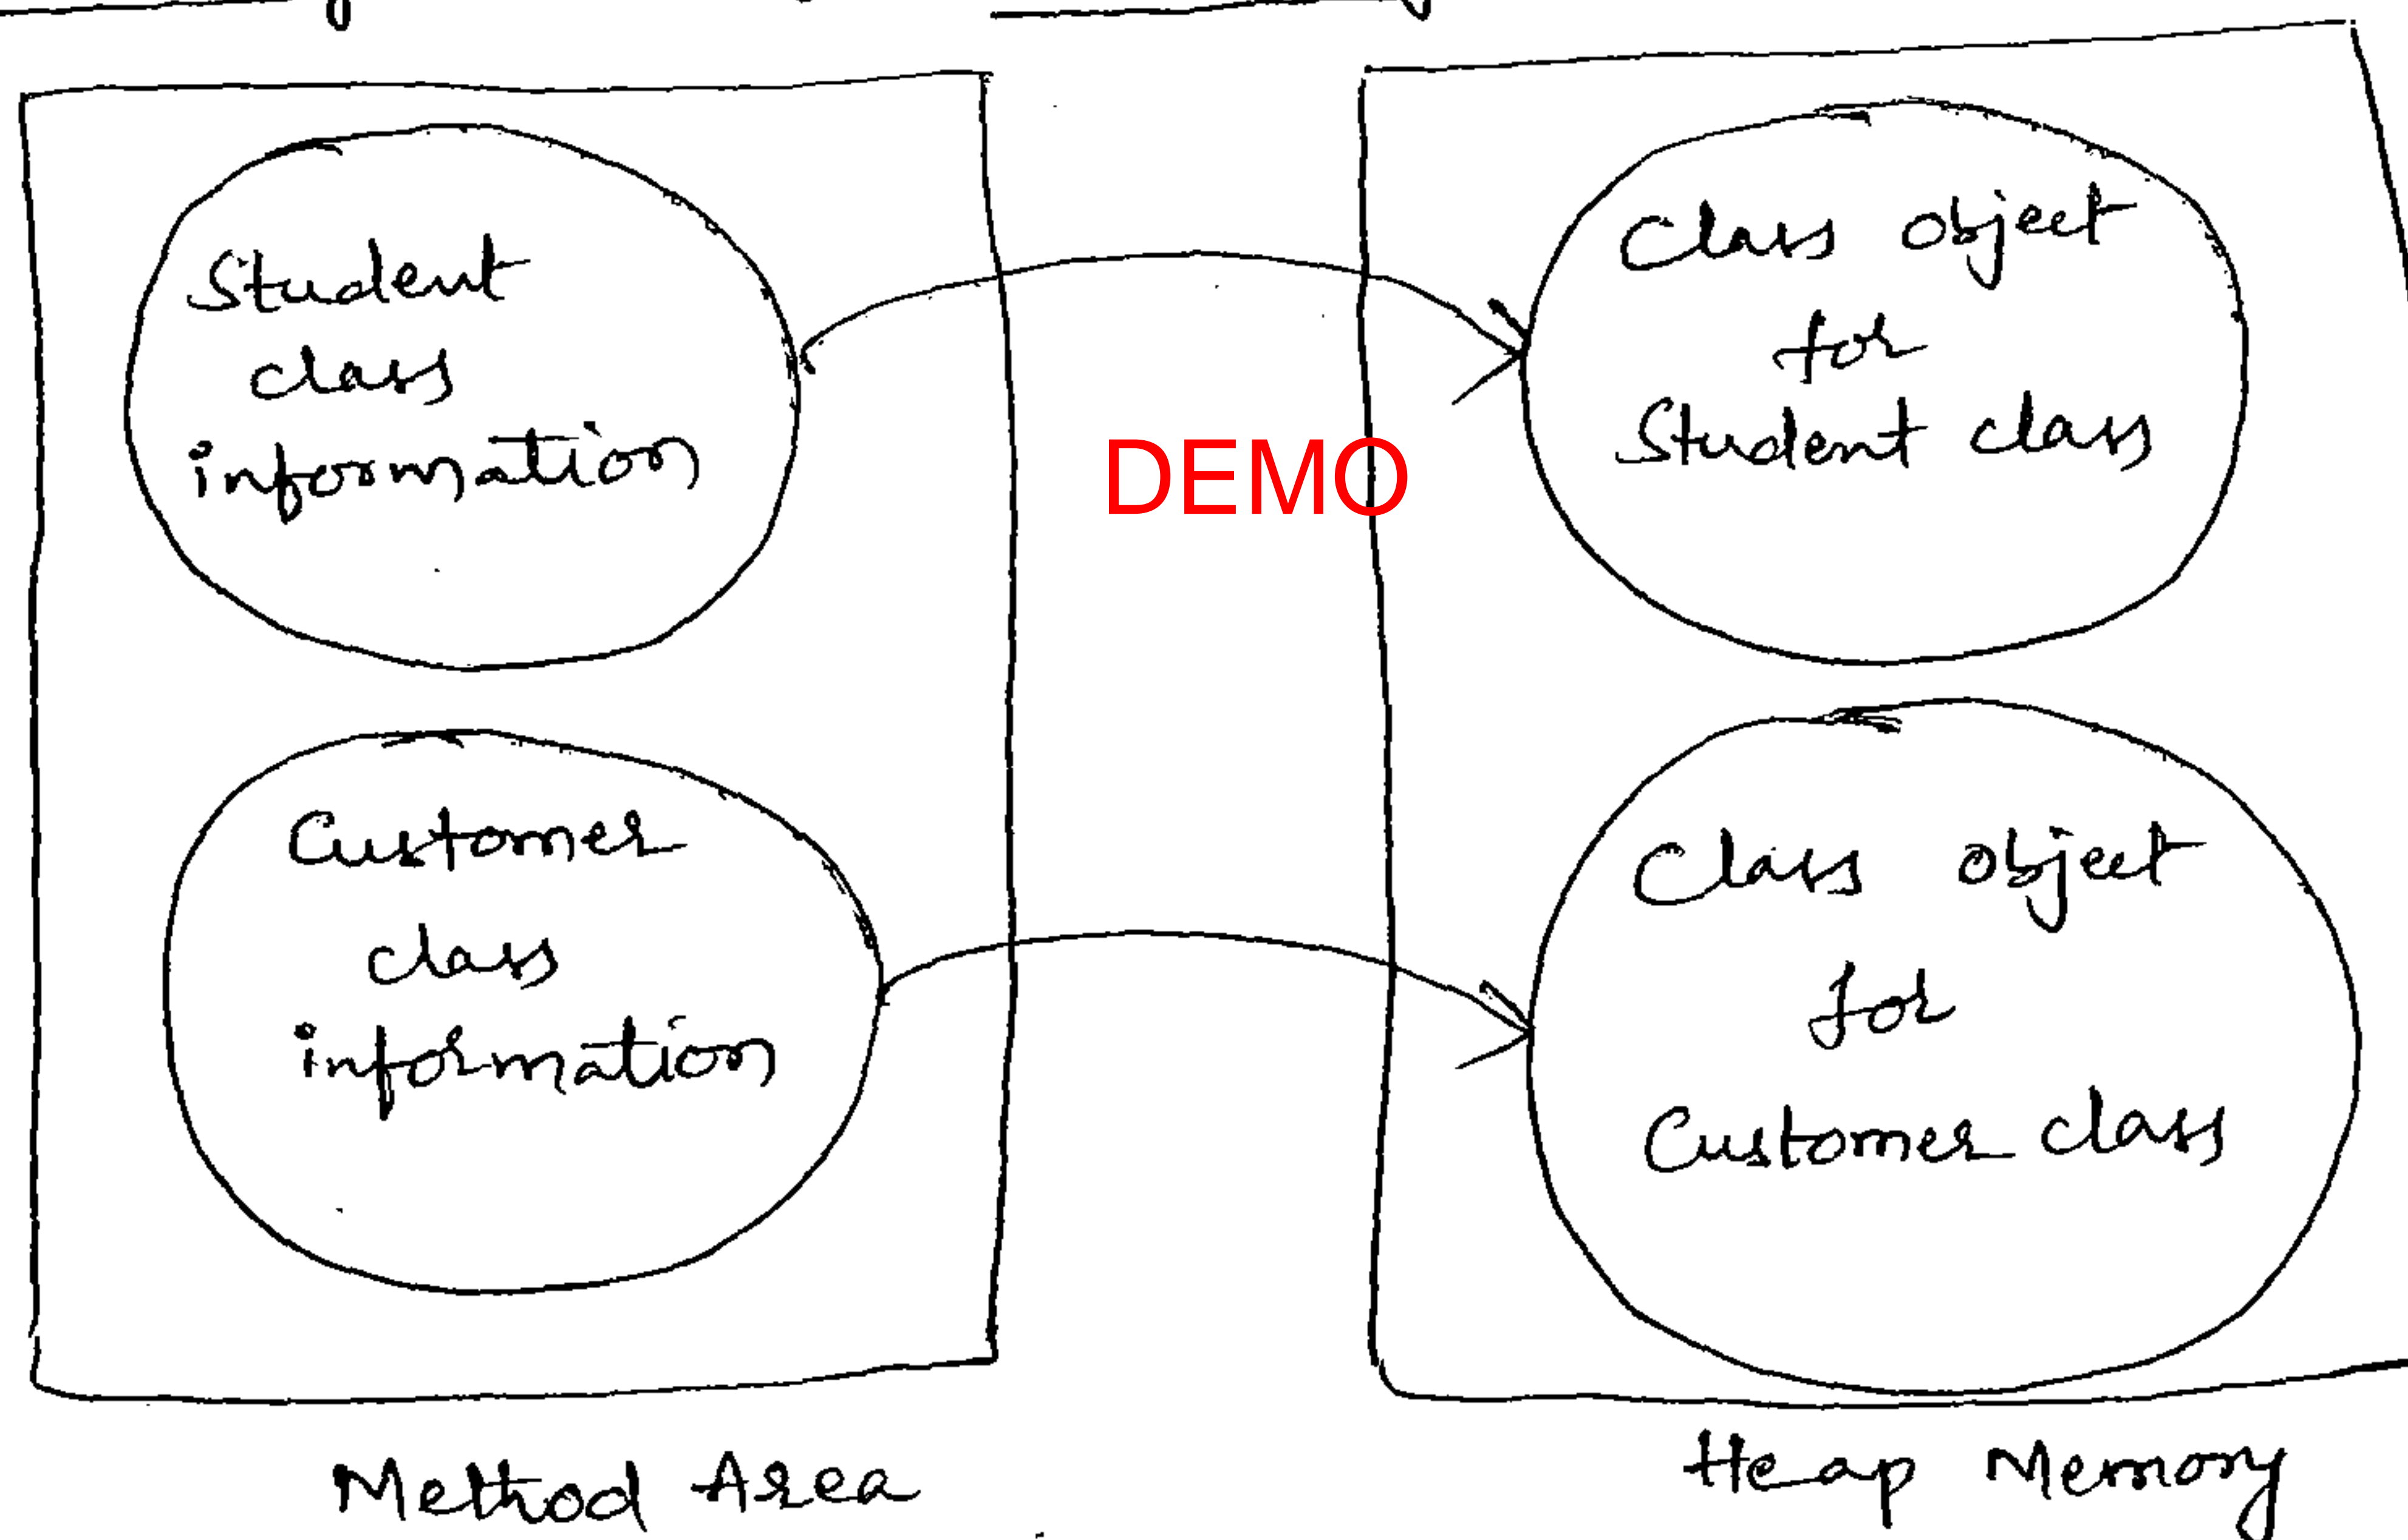 Student
class
information
Class object
for
Student class
DEMO
Customer
class
information
Class object
for
Customer class
Method Area
Heap Memory